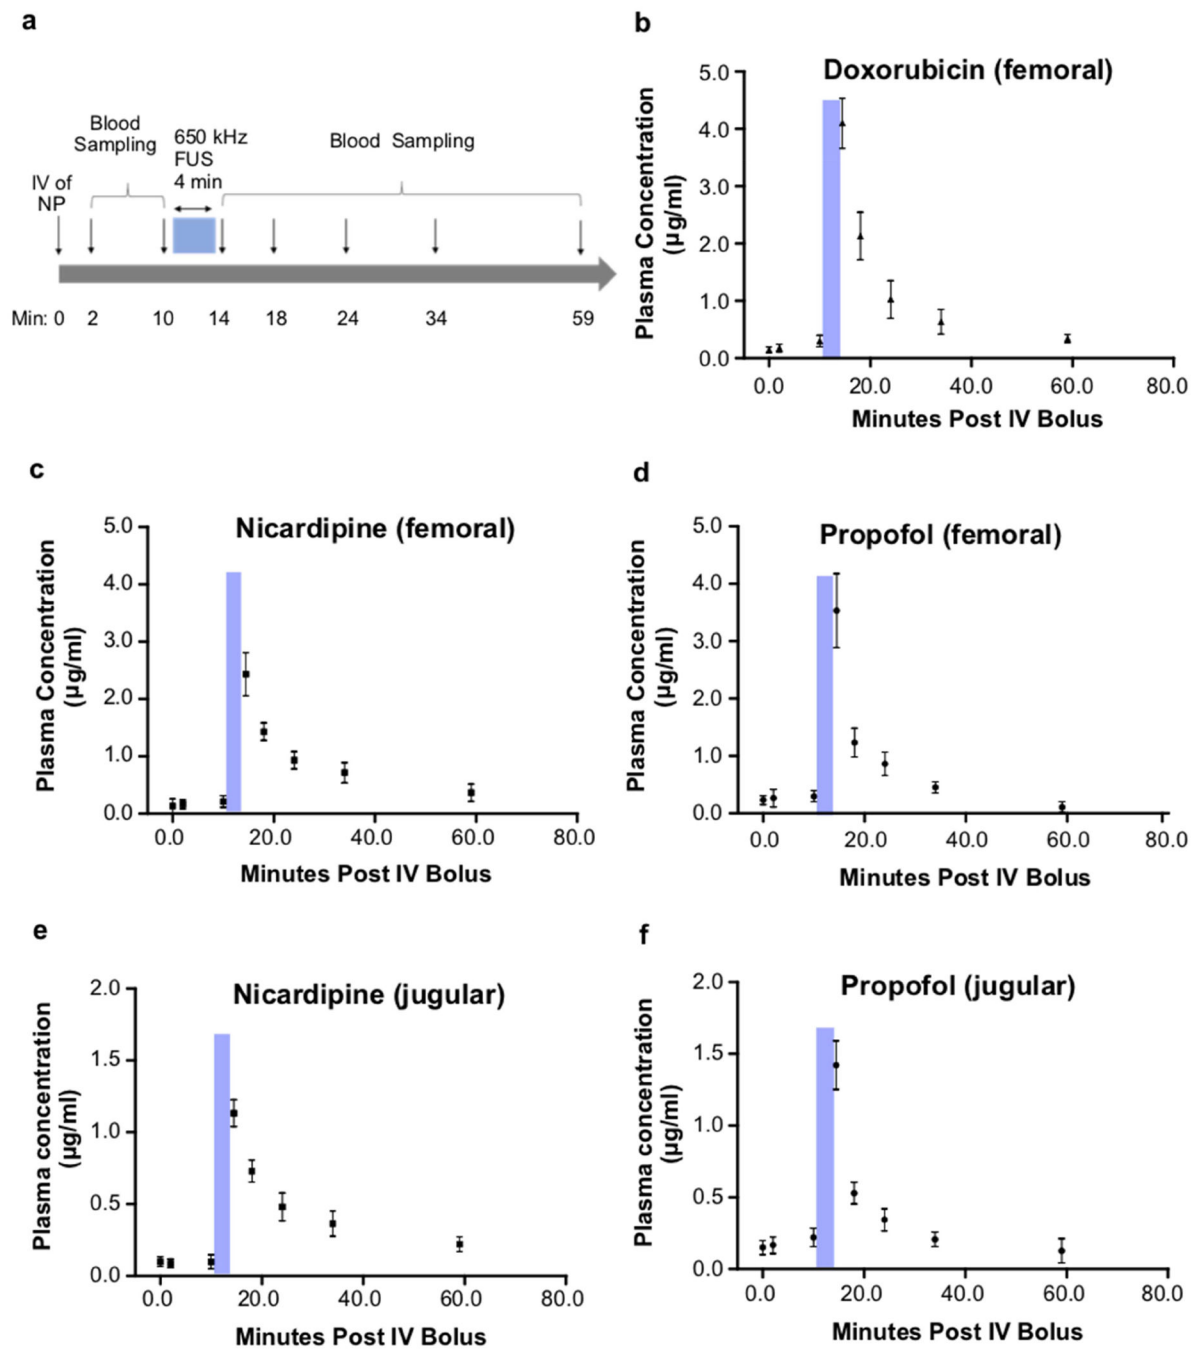 a
Blood
Sampling
650 kHz
FUS
4 min
Blood Sampling
IV of
NP
Min: 0 2 10 14 18 24 34 59
b
Doxorubicin (femoral)
Plasma Concentration
(µg/ml)
5.0
4.0
3.0
2.0
1.0
0.0
0.0 20.0 40.0 60.0 80.0
Minutes Post IV Bolus
c
Nicardipine (femoral)
Plasma Concentration
(µg/ml)
5.0
4.0
3.0
2.0
1.0
0.0
0.0 20.0 40.0 60.0 80.0
Minutes Post IV Bolus
d
Propofol (femoral)
Plasma Concentration
(µg/ml)
5.0
4.0
3.0
2.0
1.0
0.0
0.0 20.0 40.0 60.0 80.0
Minutes Post IV Bolus
e
Nicardipine (jugular)
Plasma concentration
(µg/ml)
2.0
1.5
1.0
0.5
0.0
0.0 20.0 40.0 60.0 80.0
Minutes Post IV Bolus
f
Propofol (jugular)
Plasma concentration
(µg/ml)
2.0
1.5
1.0
0.5
0.0
0.0 20.0 40.0 60.0 80.0
Minutes Post IV Bolus